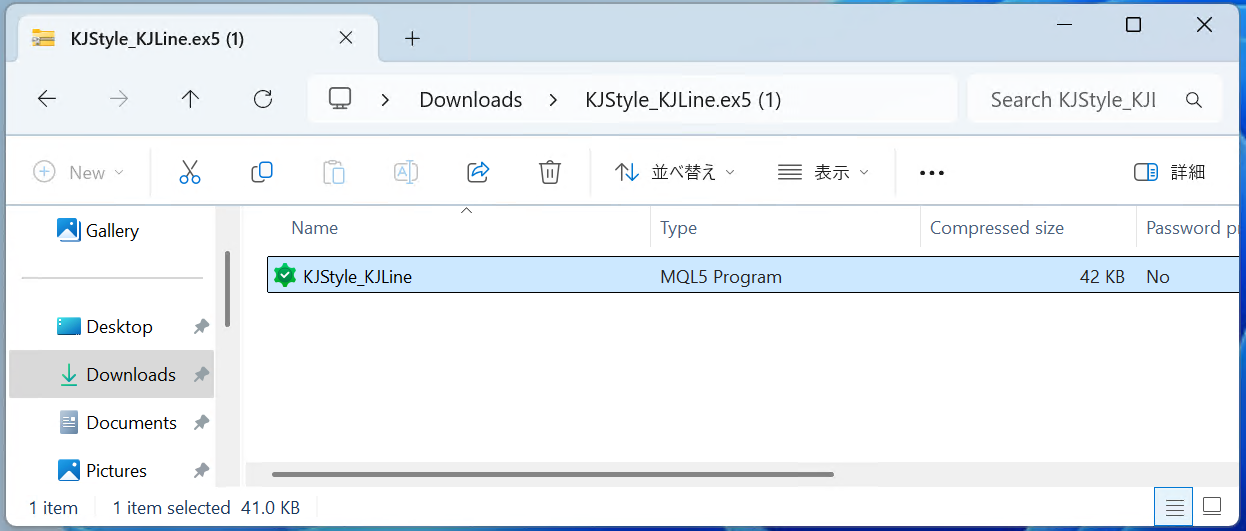 KJStyle_KJLine.ex5 (1)
Downloads > KJStyle_KJLine.ex5 (1) Search KJStyle_KJl
New 並べ替え 表示 ••• 詳細
Gallery
Name Type Compressed size Password p
KJStyle_KJLine MQL5 Program 42 KB No
Desktop
Downloads
Documents
Pictures
1 item 1 item selected 41.0 KB